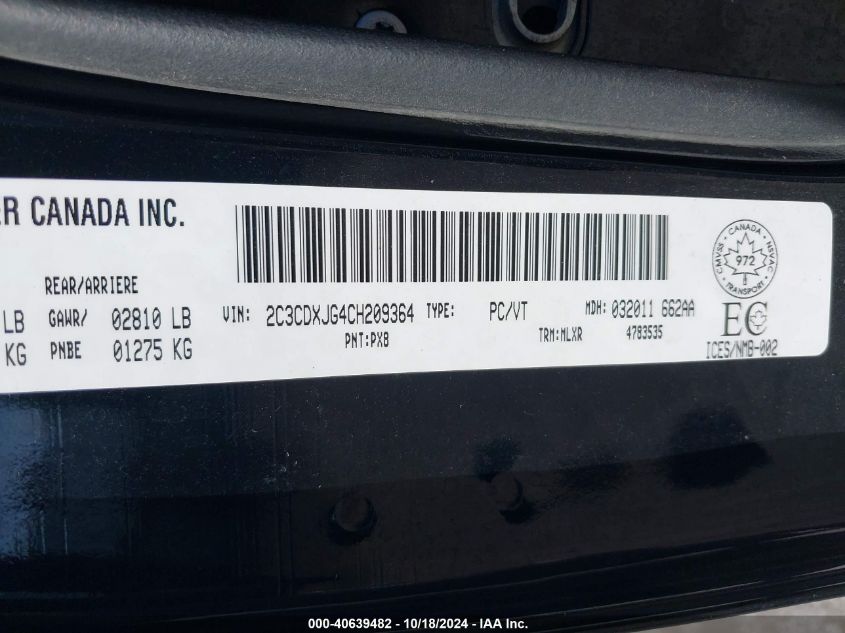 ER CANADA INC.
REAR/ARRIERE
LB GAWR/ 02810 LB
KG PNBE 01275 KG
VIN: 2C3CDXJG4CH209364 TYPE: PC/VT MDH: 032011 662AA
PNT:PX8 TRM:MLXR 4783535
CANADA
CMVSS 972 NSVAC
TRANSPORT
EC
ICES/NMB-002
000-40639482 - 10/18/2024 - IAA Inc.